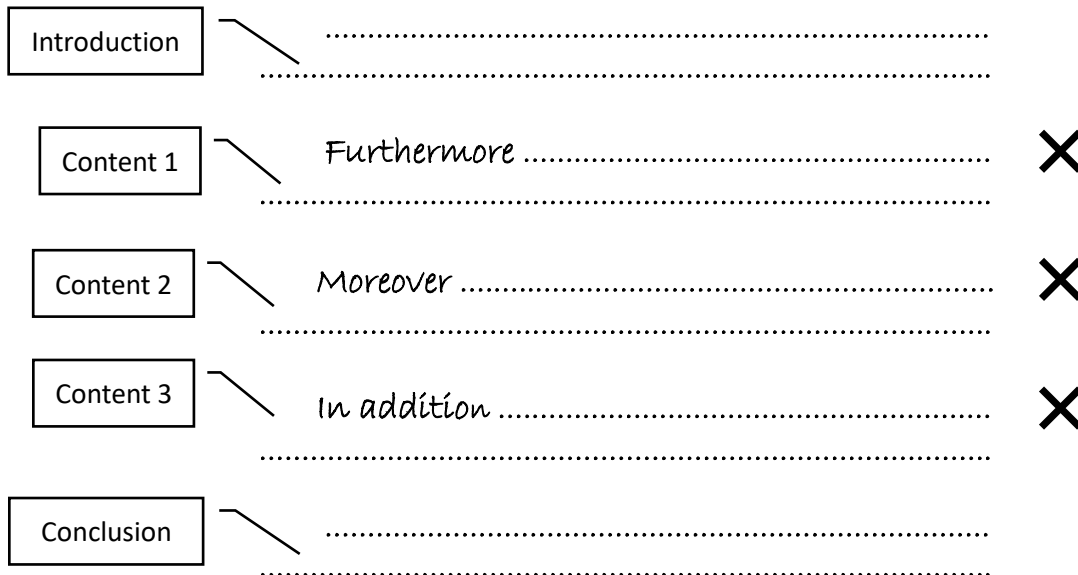 Introduction ..........
..........
Content 1 Furthermore ..........
..........
Content 2 Moreover ..........
..........
Content 3 In addition ..........
..........
Conclusion ..........
..........